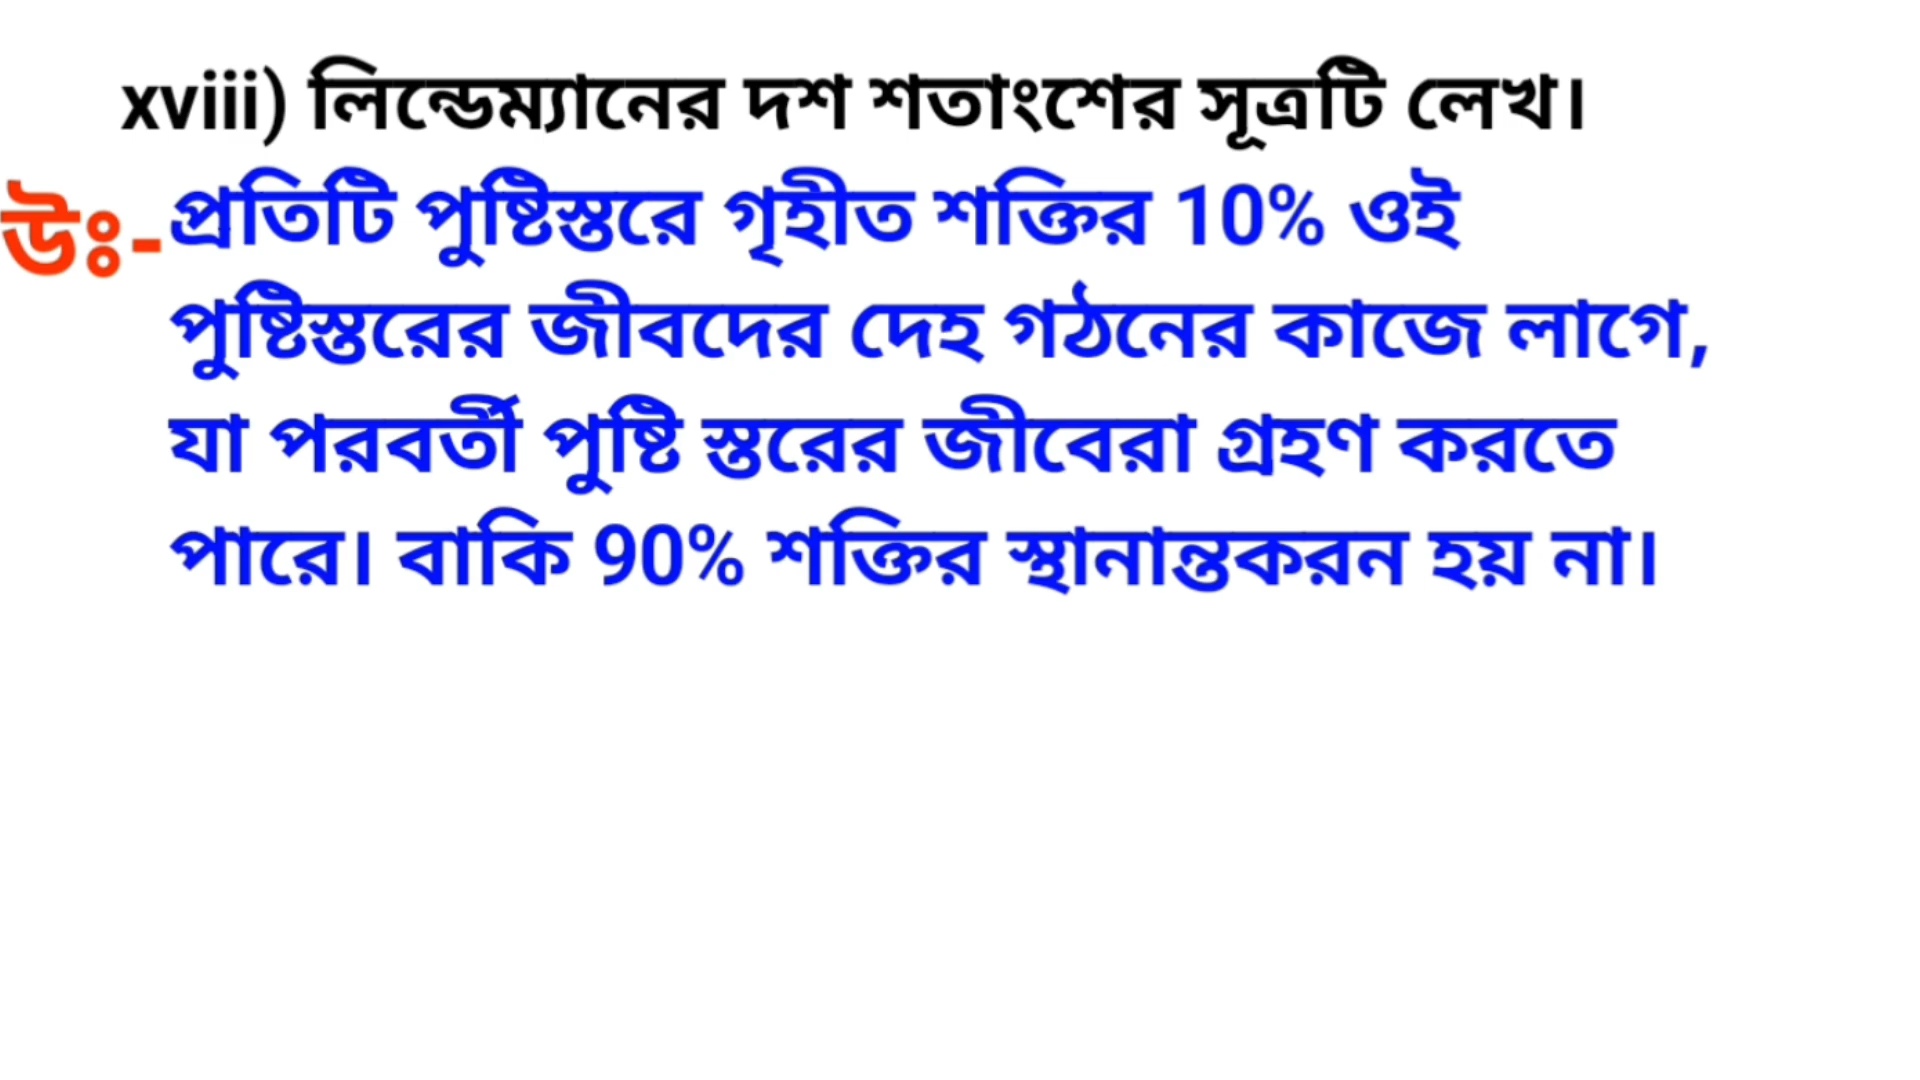 xviii) লিন্ডেম্যানের দশ শতাংশের সূত্রটি লেখ।
উঃ-প্রতিটি পুষ্টিস্তরে গৃহীত শক্তির 10% ওই
পুষ্টিস্তরের জীবদের দেহ গঠনের কাজে লাগে,
যা পরবর্তী পুষ্টি স্তরের জীবেরা গ্রহণ করতে
পারে। বাকি 90% শক্তির স্থানান্তকরন হয় না।